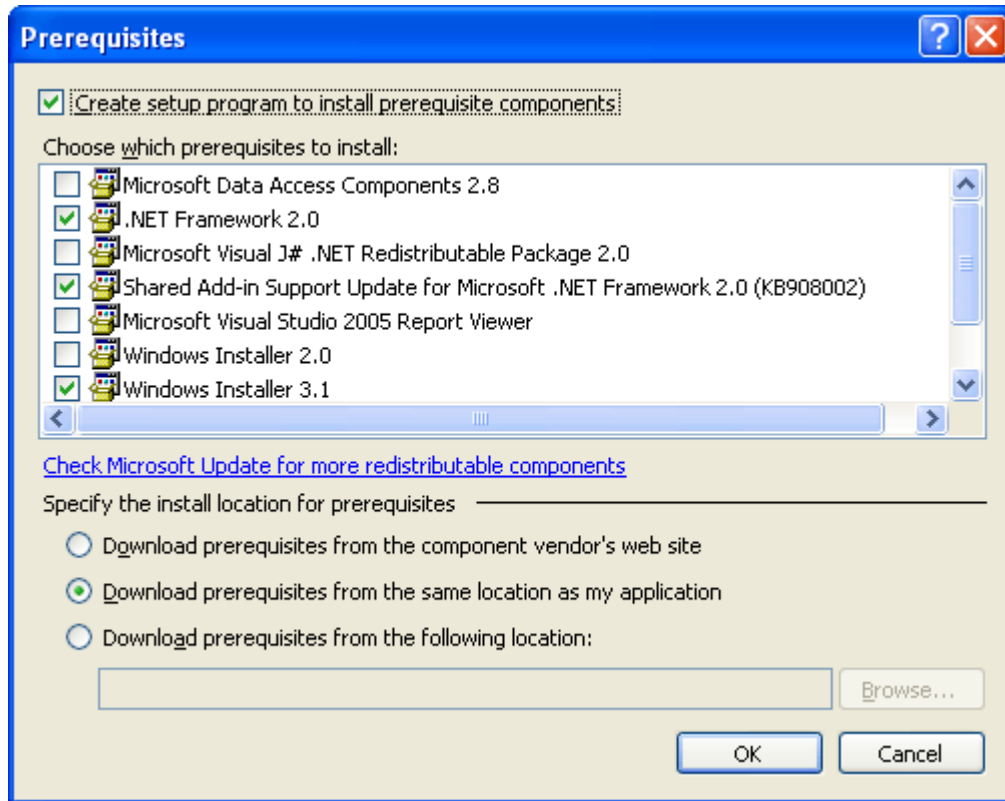 Prerequisites
Create setup program to install prerequisite components
Choose which prerequisites to install:
Microsoft Data Access Components 2.8
.NET Framework 2.0
Microsoft Visual J# .NET Redistributable Package 2.0
Shared Add-in Support Update for Microsoft .NET Framework 2.0 (KB908002)
Microsoft Visual Studio 2005 Report Viewer
Windows Installer 2.0
Windows Installer 3.1
Check Microsoft Update for more redistributable components
Specify the install location for prerequisites
Download prerequisites from the component vendor's web site
Download prerequisites from the same location as my application
Download prerequisites from the following location:
Browse...
OK Cancel